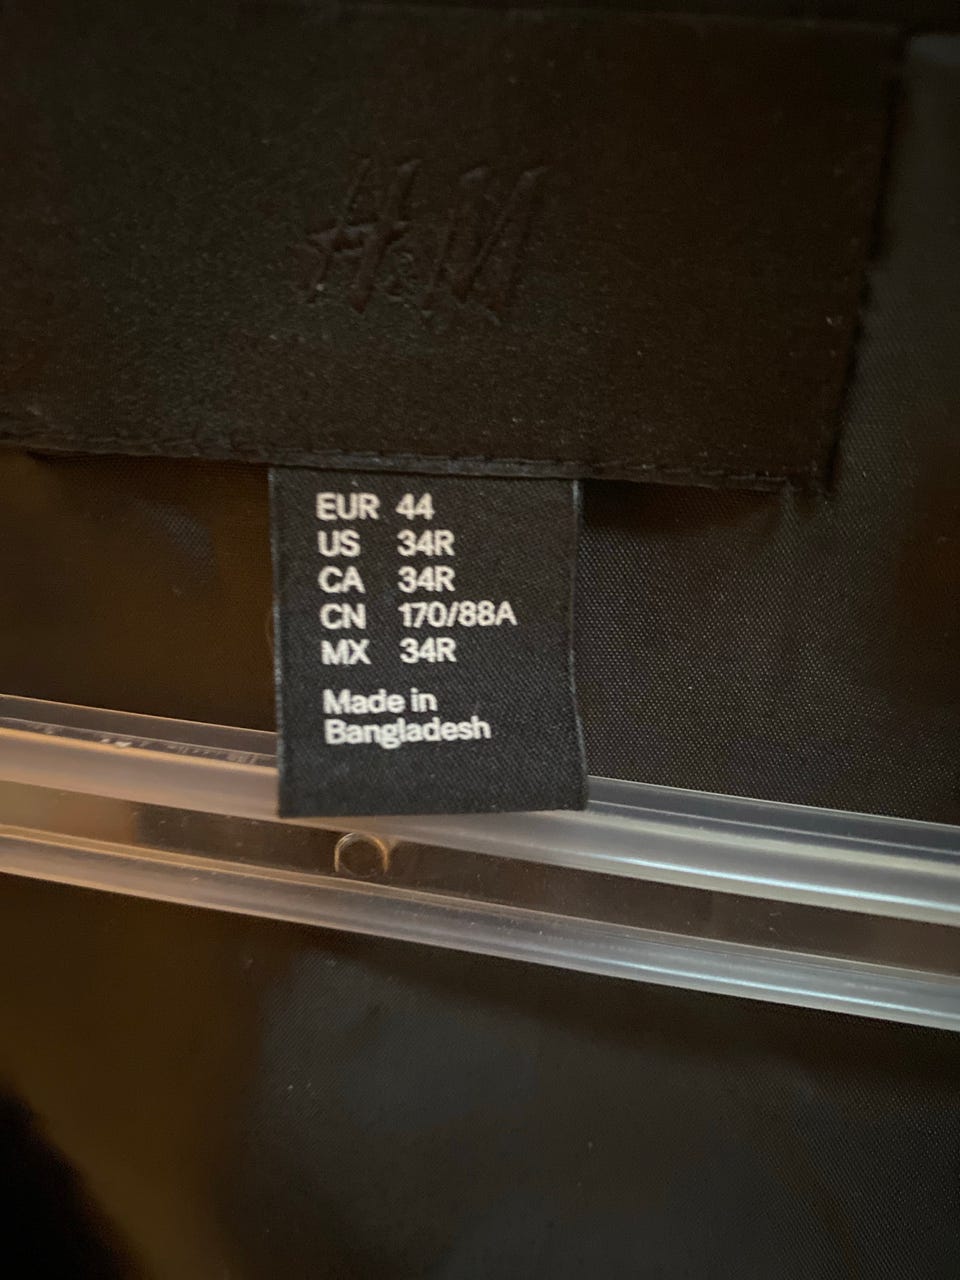 H&M
EUR 44
US 34R
CA 34R
CN 170/88A
MX 34R
Made in
Bangladesh